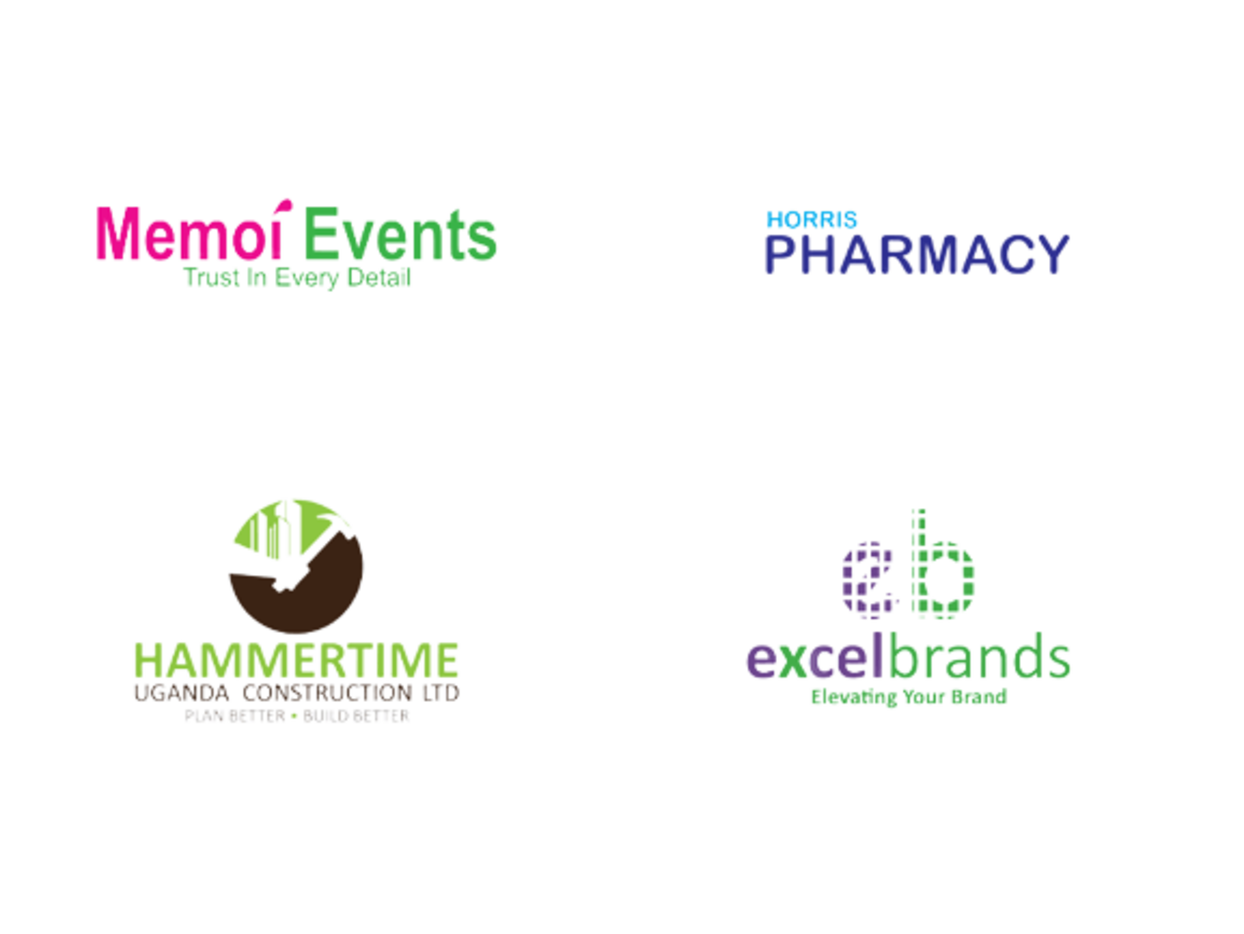 Memoí Events
Trust In Every Detail
HORRIS
PHARMACY
HAMMERTIME
UGANDA CONSTRUCTION LTD
PLAN BETTER • BUILD BETTER
eb
excelbrands
Elevating Your Brand